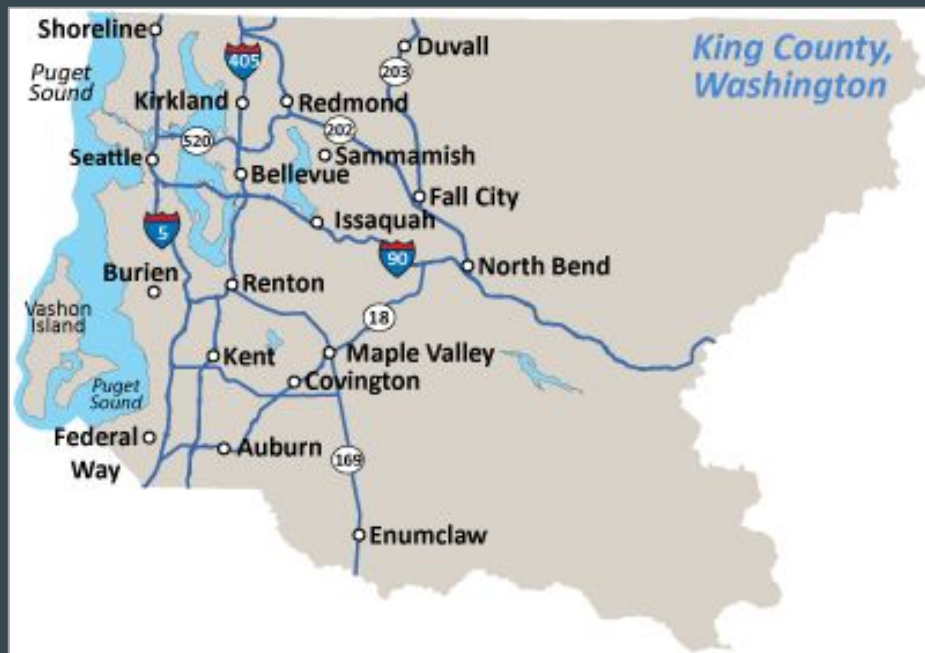 Shoreline
Duvall
King County,
Washington
405
Puget
Sound
203
Kirkland
Redmond
202
520
Seattle
Sammamish
Bellevue
Fall City
Issaquah
5
90
North Bend
Burien
Renton
Vashon
Island
18
Kent
Maple Valley
Covington
Puget
Sound
Federal
Way
Auburn
169
Enumclaw